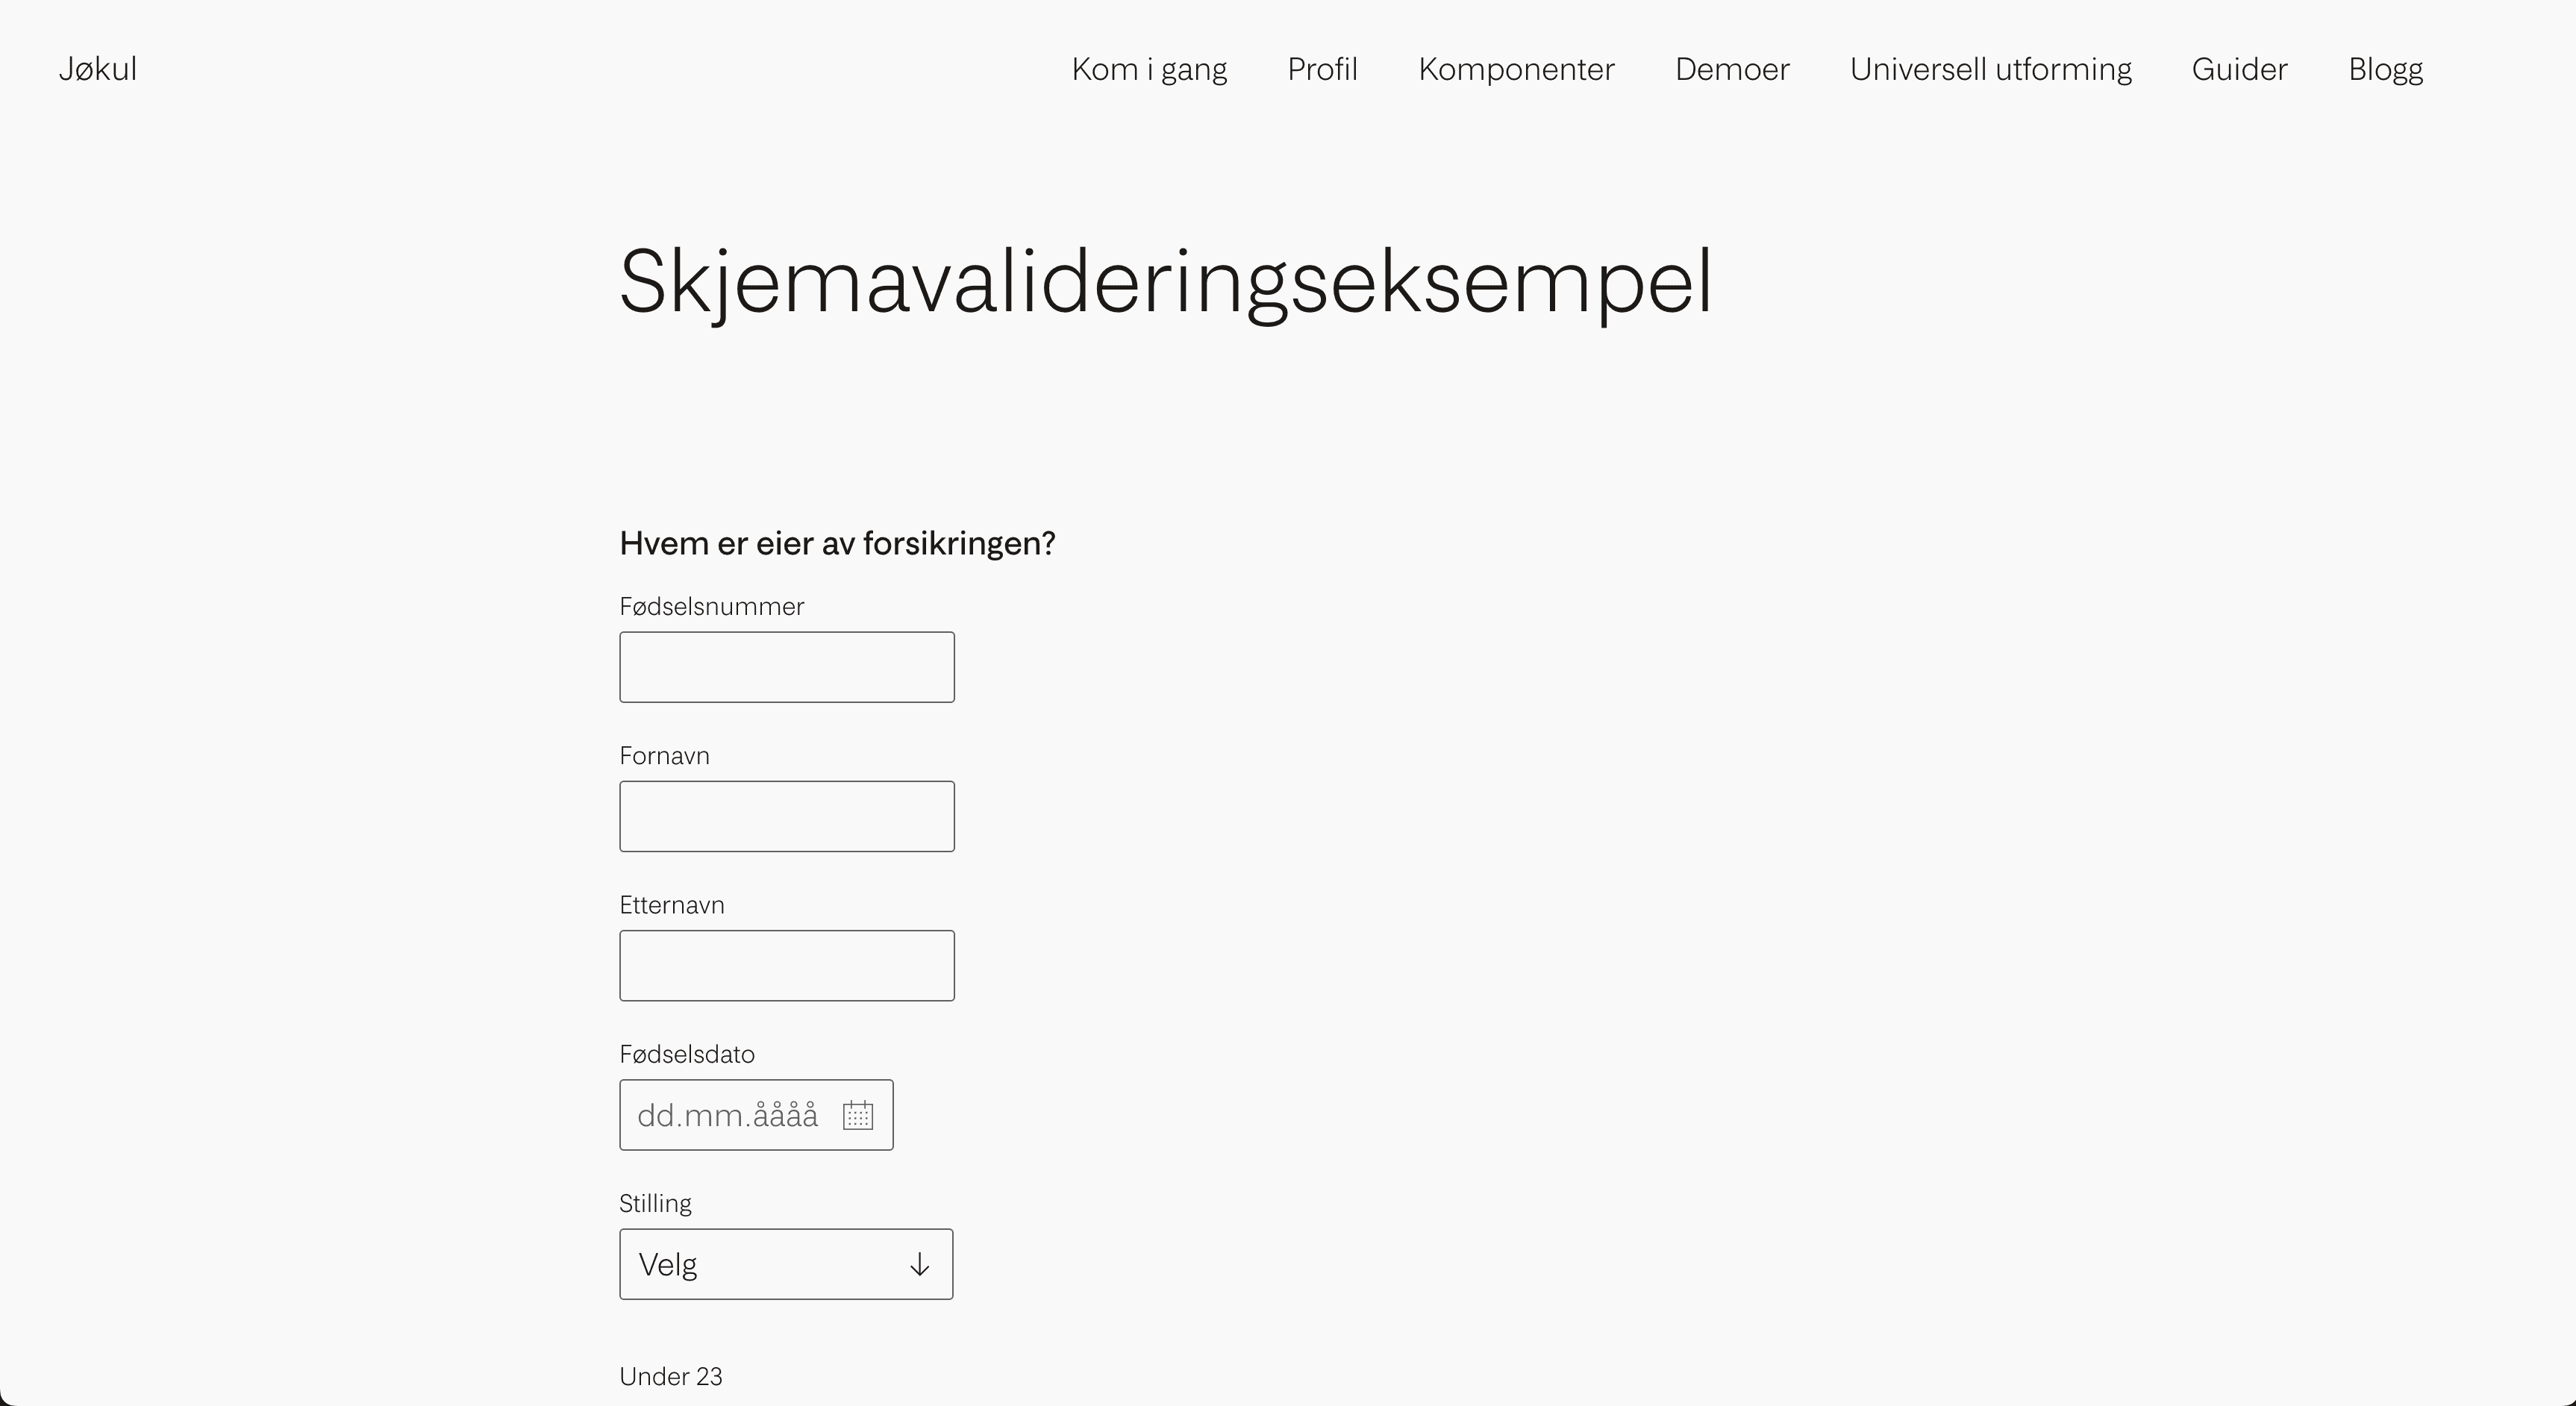 Jøkul
Kom i gang
Profil
Komponenter
Demoer
Universell utforming
Guider
Blogg
Skjemavalideringseksempel
Hvem er eier av forsikringen?
Fødselsnummer
Fornavn
Etternavn
Fødselsdato
dd.mm.åååå
Stilling
Velg
Under 23